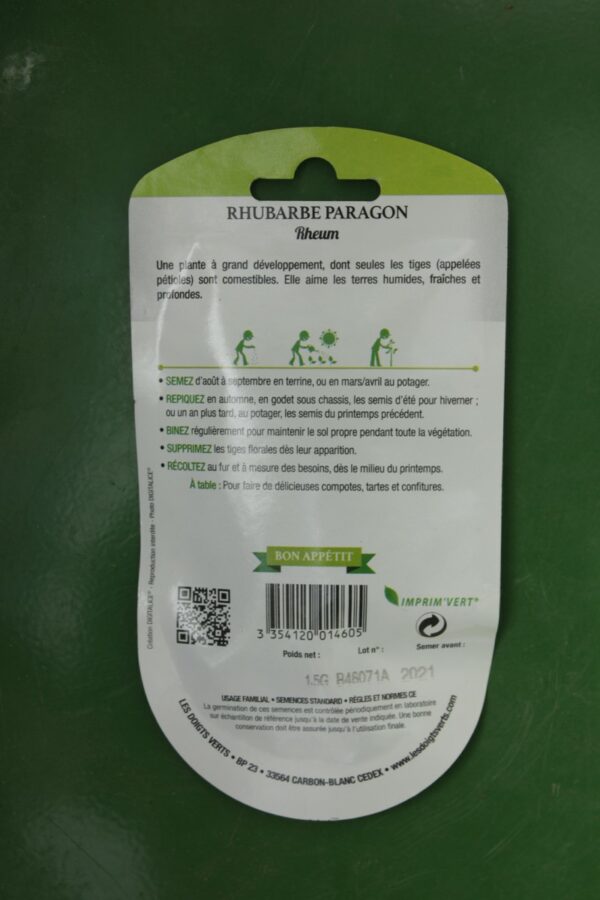 RHUBARBE PARAGON
Rheum
Une plante à grand développement, dont seules les tiges (appelées
pétioles) sont comestibles. Elle aime les terres humides, fraîches et
profondes.
• SEMEZ d'août à septembre en terrine, ou en mars/avril au potager.
• REPIQUEZ en automne, en godet sous chassis, les semis d'été pour hiverner ;
ou un an plus tard, au potager, les semis du printemps précédent.
• BINEZ régulièrement pour maintenir le sol propre pendant toute la végétation.
• SUPPRIMEZ les tiges florales dès leur apparition.
• RÉCOLTEZ au fur et à mesure des besoins, dès le milieu du printemps.
À table : Pour faire de délicieuses compotes, tartes et confitures.
Création DIGITALICE® - Reproduction interdite - Photo DIGITALICE®
BON APPÉTIT
IMPRIM'VERT®
3 354120 014605
Poids net :
Lot n° :
Semer avant :
1.5G B46071A 2021
USAGE FAMILIAL • SEMENCES STANDARD • RÈGLES ET NORMES CE
La germination de ces semences est contrôlée périodiquement en laboratoire
sur échantillon de référence jusqu'à la date de vente indiquée. Une bonne
conservation doit être assurée jusqu'à l'utilisation finale.
LES DOIGTS VERTS • BP 23 • 33564 CARBON-BLANC CEDEX • www.lesdoigtsverts.com